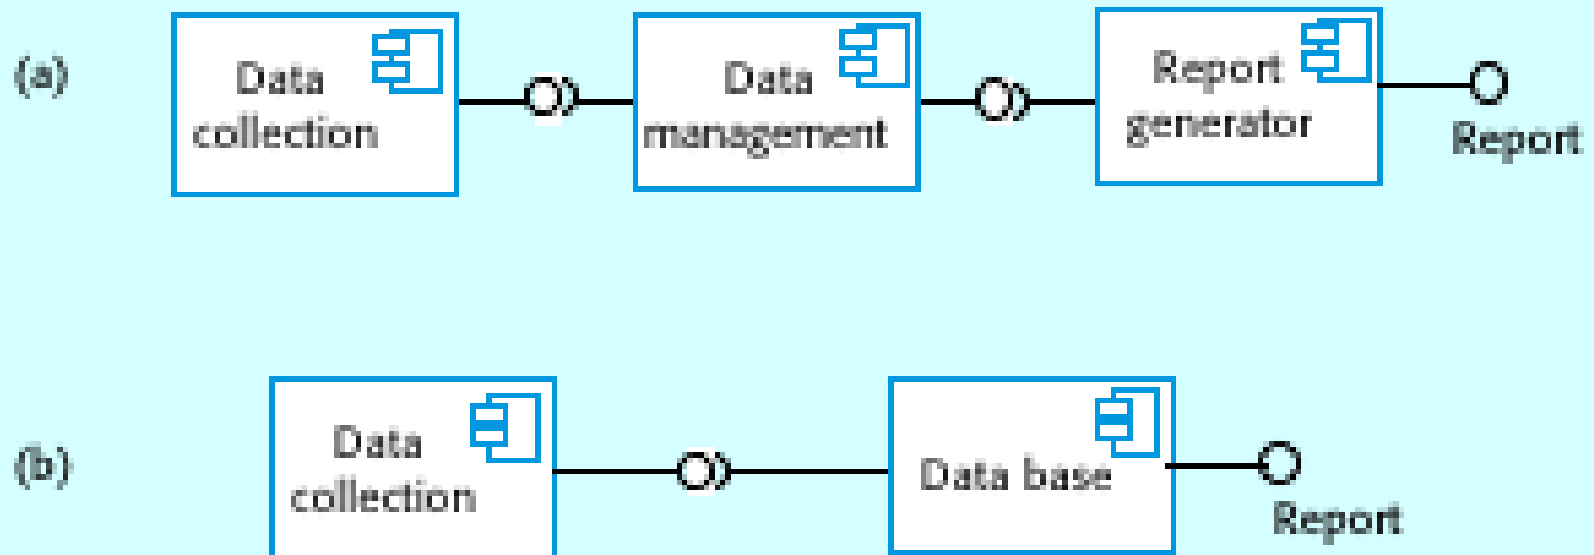 (a)
Data
collection
Data
management
Report
generator
Report
(b)
Data
collection
Data base
Report